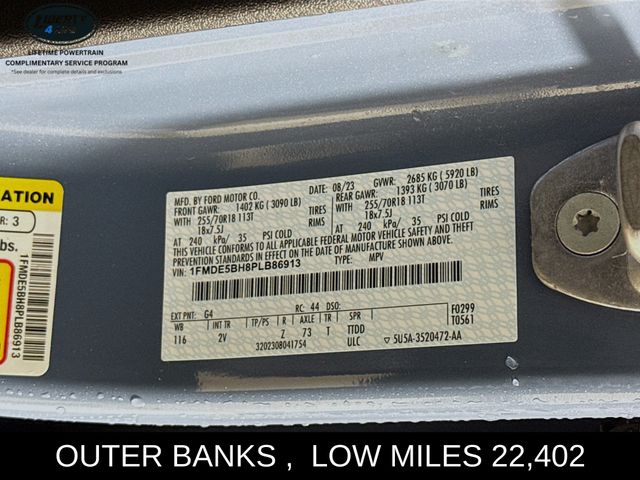 LIBERTY
4
LIFETIME POWERTRAIN
COMPLIMENTARY SERVICE PROGRAM
*See dealer for complete details and exclusions
ATION
R: 3
bs.
1FMDE5BH8PLB86913
MFD. BY FORD MOTOR CO.
DATE: 08/23 GVWR: 2685 KG ( 5920 LB)
FRONT GAWR: 1402 KG ( 3090 LB) REAR GAWR: 1393 KG ( 3070 LB)
WITH 255/70R18 113T TIRES WITH 255/70R18 113T TIRES
18x7.5J RIMS 18x7.5J RIMS
AT 240 kPa/ 35 PSI COLD AT 240 kPa/ 35 PSI COLD
THIS VEHICLE CONFORMS TO ALL APPLICABLE FEDERAL MOTOR VEHICLE SAFETY AND THEFT PREVENTION
STANDARDS IN EFFECT ON THE DATE OF MANUFACTURE SHOWN ABOVE.
VIN: 1FMDE5BH8PLB86913 TYPE: MPV
EXT PNT: G4 RC: 44 DSO: F0299
WB INT TR TP/PS R AXLE TR SPR T0561
116 2V Z 73 T TTDD
3202308041754 ULC ▽ 5U5A-3520472-AA
OUTER BANKS , LOW MILES 22,402